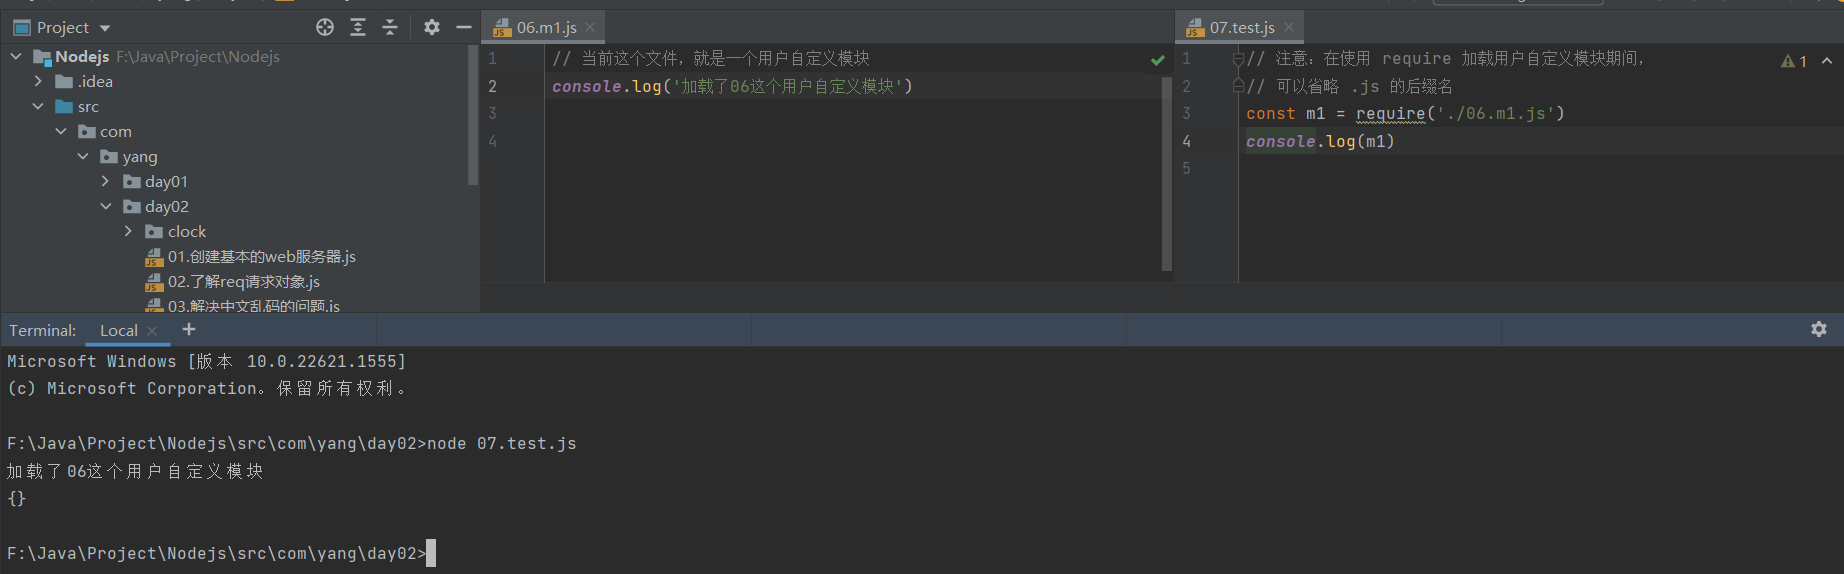 Project
Nodejs F:\Java\Project\Nodejs
.idea
src
com
yang
day01
day02
clock
01.创建基本的web服务器.js
02.了解req请求对象.js
03.解决中文乱码的问题.js
06.m1.js
1 // 当前这个文件，就是一个用户自定义模块
2 console.log('加载了06这个用户自定义模块')
3
4
07.test.js
1 // 注意：在使用 require 加载用户自定义模块期间，
2 // 可以省略 .js 的后缀名
3 const m1 = require('./06.m1.js')
4 console.log(m1)
5
1
Terminal: Local
Microsoft Windows [版本 10.0.22621.1555]
(c) Microsoft Corporation。保留所有权利。
F:\Java\Project\Nodejs\src\com\yang\day02>node 07.test.js
加载了06这个用户自定义模块
{}
F:\Java\Project\Nodejs\src\com\yang\day02>